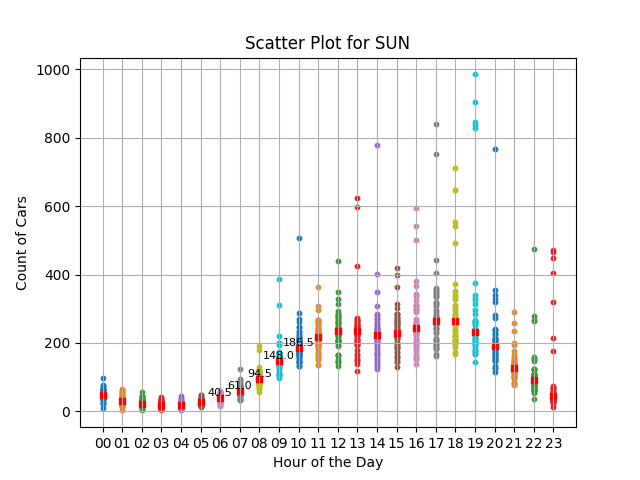 Scatter Plot for SUN
1000
800
600
400
200
0
Count of Cars
186.5
148.0
94.5
61.0
40.5
00 01 02 03 04 05 06 07 08 09 10 11 12 13 14 15 16 17 18 19 20 21 22 23
Hour of the Day